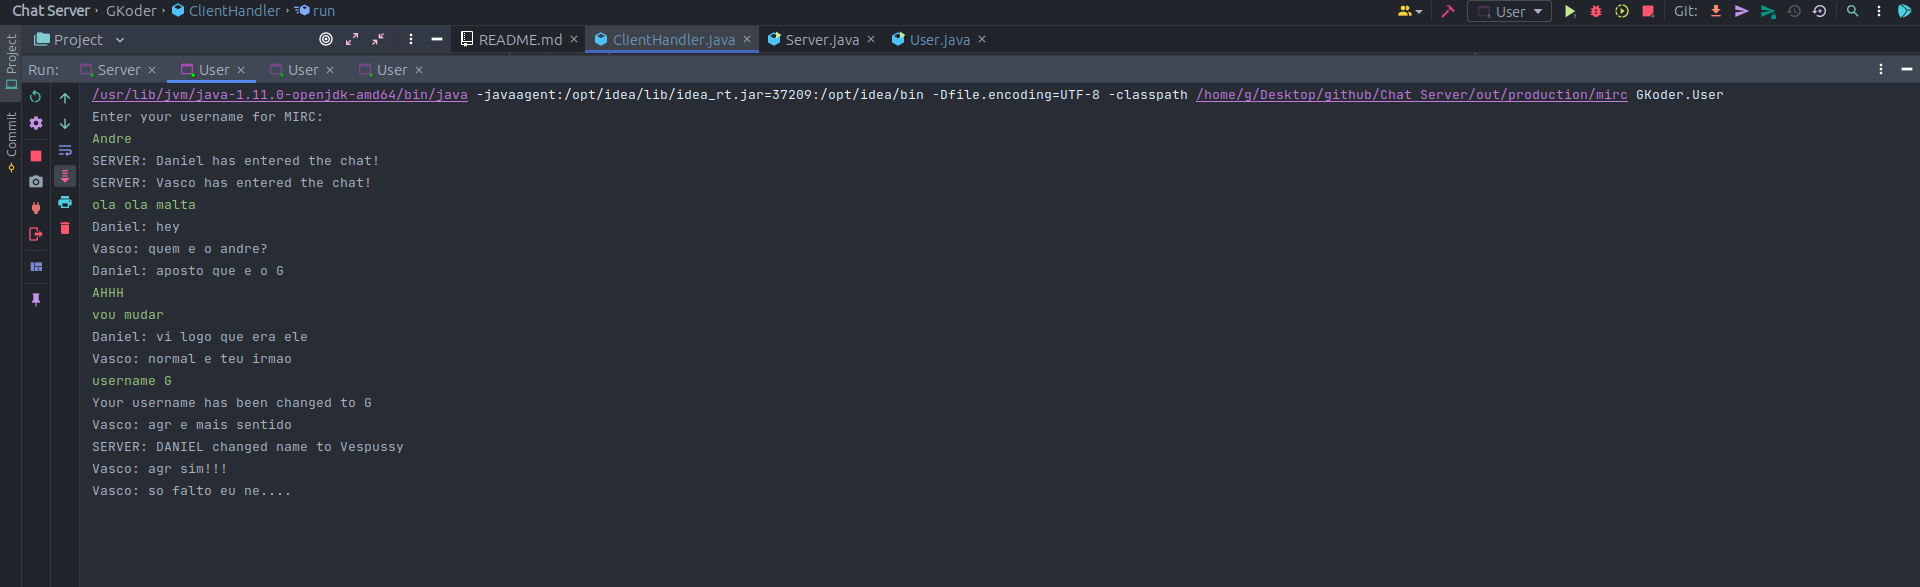 Chat Server › GKoder › ClientHandler › run
User
Git:
Project
README.md
ClientHandler.java
Server.java
User.java
Project
Commit
Run:
Server
User
User
User
/usr/lib/jvm/java-1.11.0-openjdk-amd64/bin/java -javaagent:/opt/idea/lib/idea_rt.jar=37209:/opt/idea/bin -Dfile.encoding=UTF-8 -classpath /home/g/Desktop/github/Chat Server/out/production/mirc GKoder.User
Enter your username for MIRC:
Andre
SERVER: Daniel has entered the chat!
SERVER: Vasco has entered the chat!
ola ola malta
Daniel: hey
Vasco: quem e o andre?
Daniel: aposto que e o G
AHHH
vou mudar
Daniel: vi logo que era ele
Vasco: normal e teu irmao
username G
Your username has been changed to G
Vasco: agr e mais sentido
SERVER: DANIEL changed name to Vespussy
Vasco: agr sim!!!
Vasco: so falto eu ne....